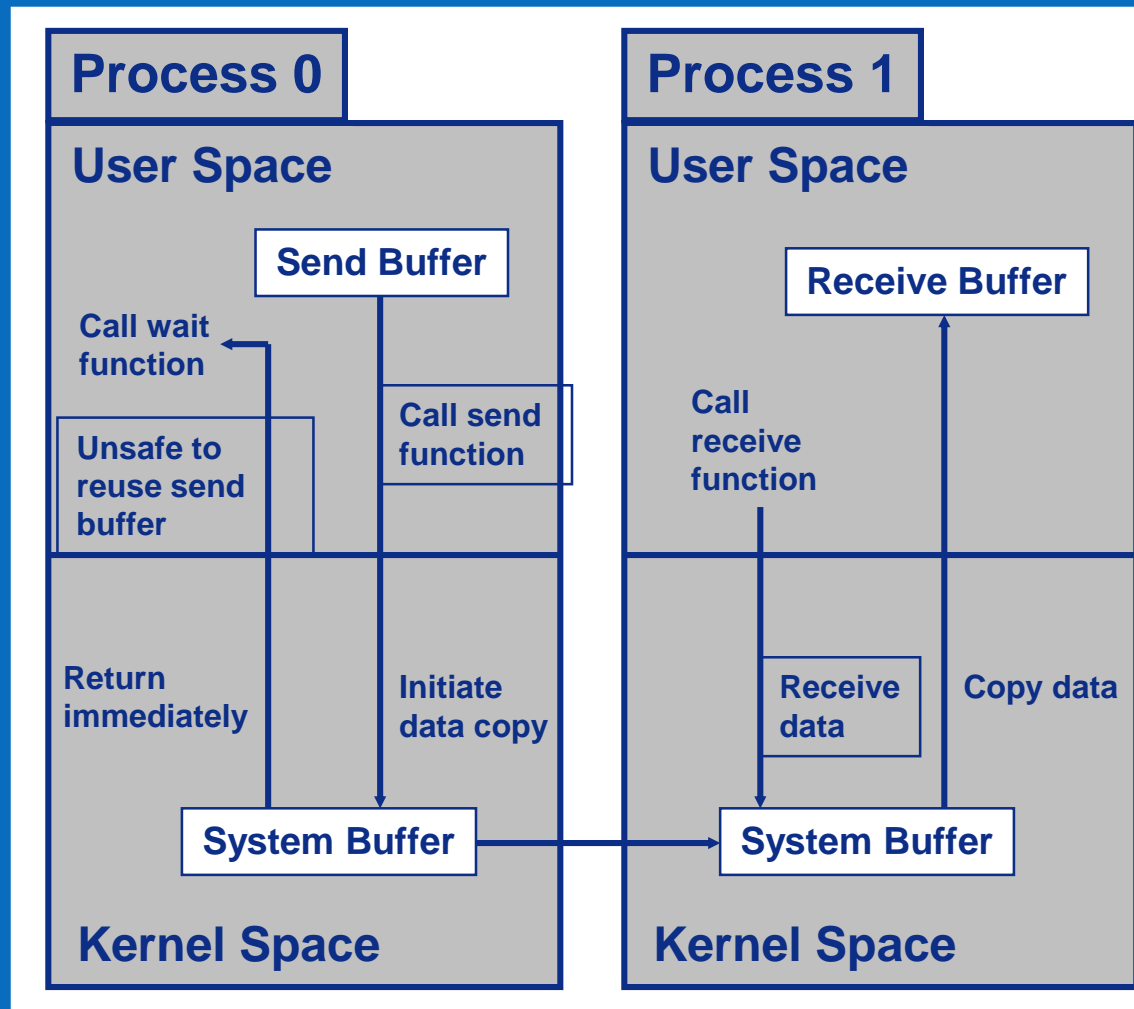 Process 0
User Space
Send Buffer
Call wait
function
Call send
function
Unsafe to
reuse send
buffer
Return
immediately
Initiate
data copy
System Buffer
Kernel Space
Process 1
User Space
Receive Buffer
Call
receive
function
Receive
data
Copy data
System Buffer
Kernel Space